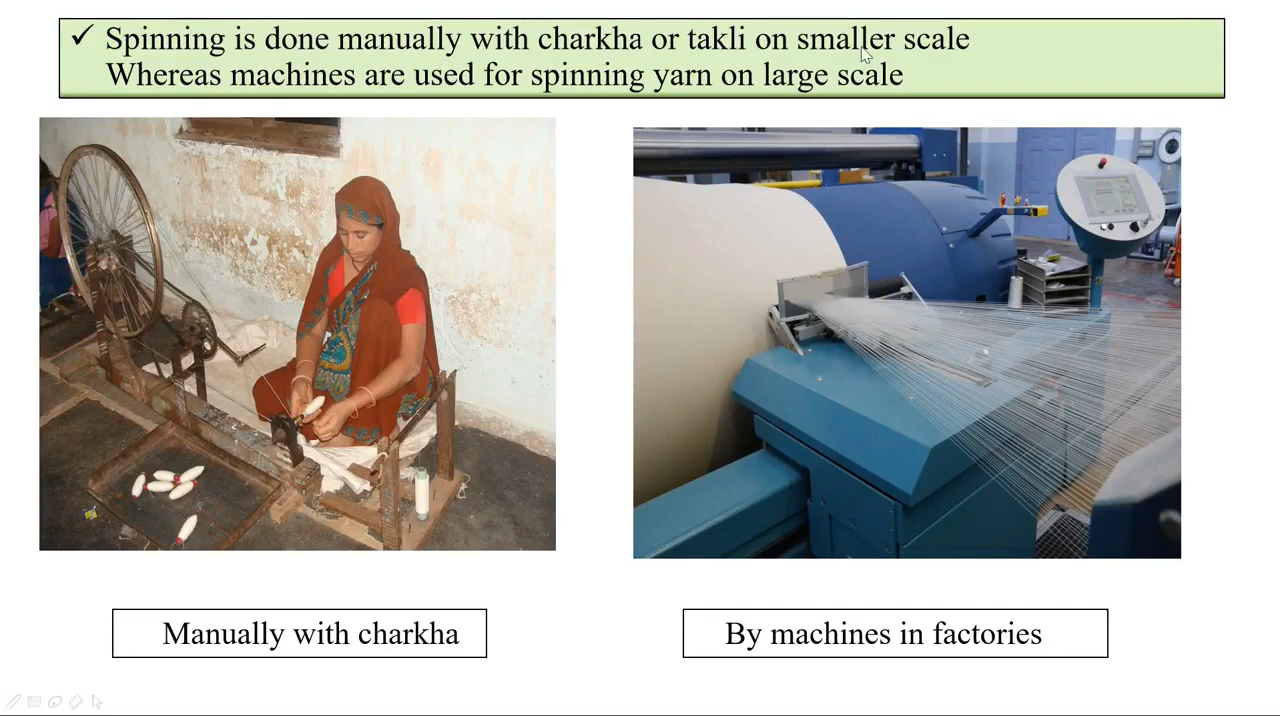 ✓ Spinning is done manually with charkha or takli on smaller scale
Whereas machines are used for spinning yarn on large scale
Manually with charkha
By machines in factories